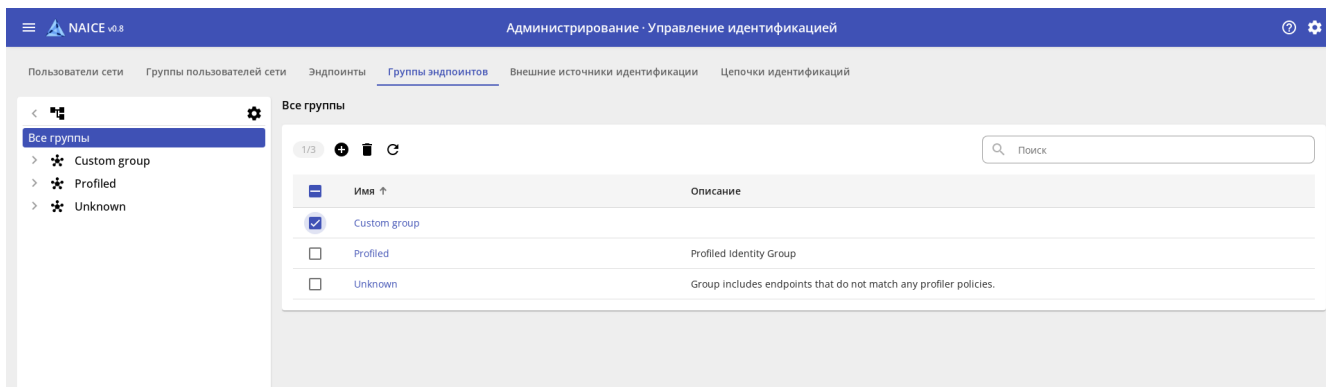 NAICE v0.8
Администрирование · Управление идентификацией
Пользователи сети Группы пользователей сети Эндпоинты Группы эндпоинтов Внешние источники идентификации Цепочки идентификаций
Все группы
Custom group
Profiled
Unknown
Все группы
1/3
Поиск
Имя Описание
Custom group
Profiled Profiled Identity Group
Unknown Group includes endpoints that do not match any profiler policies.